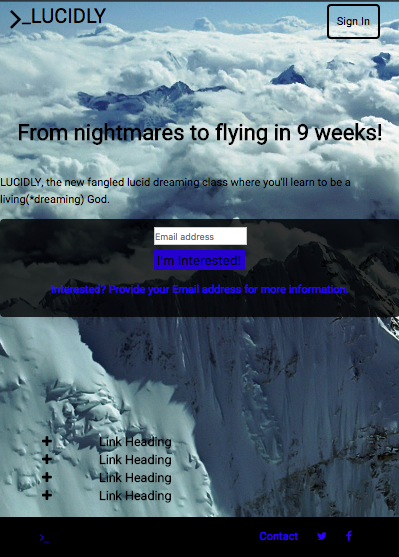 >_LUCIDLY
Sign In
From nightmares to flying in 9 weeks!
LUCIDLY, the new fangled lucid dreaming class where you'll learn to be a
living(*dreaming) God.
Email address
I'm interested!
Interested? Provide your Email address for more information.
+ Link Heading
+ Link Heading
+ Link Heading
+ Link Heading
>_ Contact